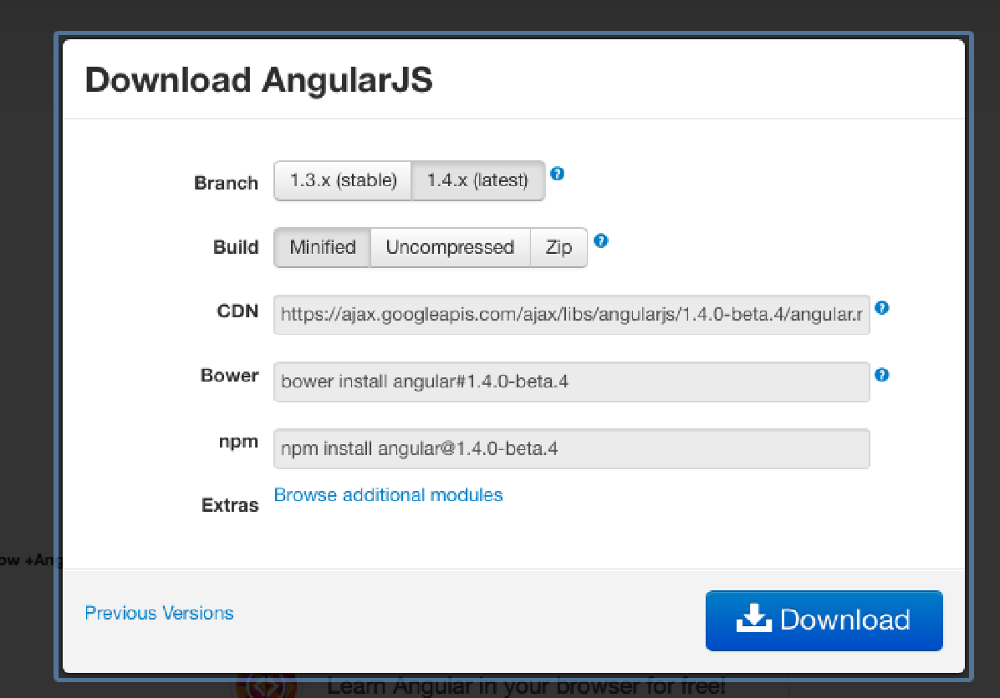 Download AngularJS
Branch 1.3.x (stable) 1.4.x (latest) ?
Build Minified Uncompressed Zip ?
CDN https://ajax.googleapis.com/ajax/libs/angularjs/1.4.0-beta.4/angular.r ?
Bower bower install angular#1.4.0-beta.4 ?
npm npm install angular@1.4.0-beta.4
Extras Browse additional modules
ow +Ang
Previous Versions Download
Learn Angular in your browser for free!